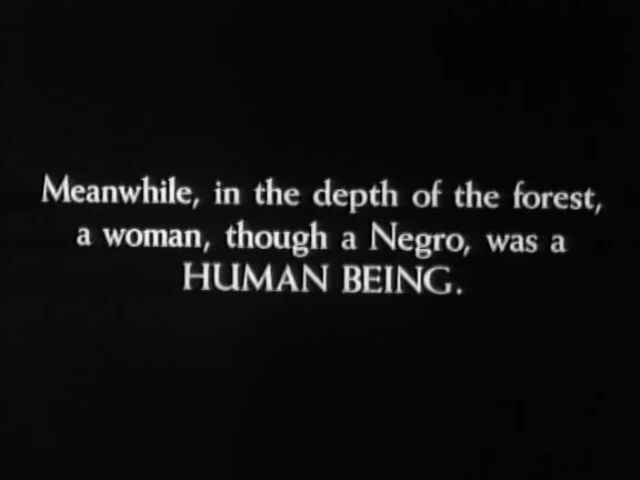 Meanwhile, in the depth of the forest,
a woman, though a Negro, was a
HUMAN BEING.